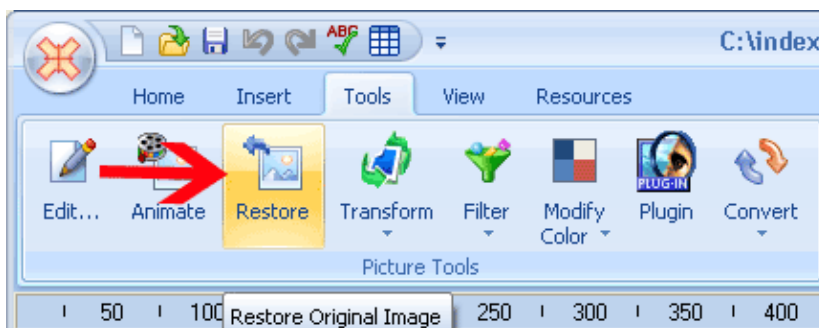 ABC
C:\index
Home Insert Tools View Resources
Edit... Animate Restore Transform Filter Modify Color Plugin Convert
PLUG-IN
Picture Tools
50 100 250 300 350 400
Restore Original Image